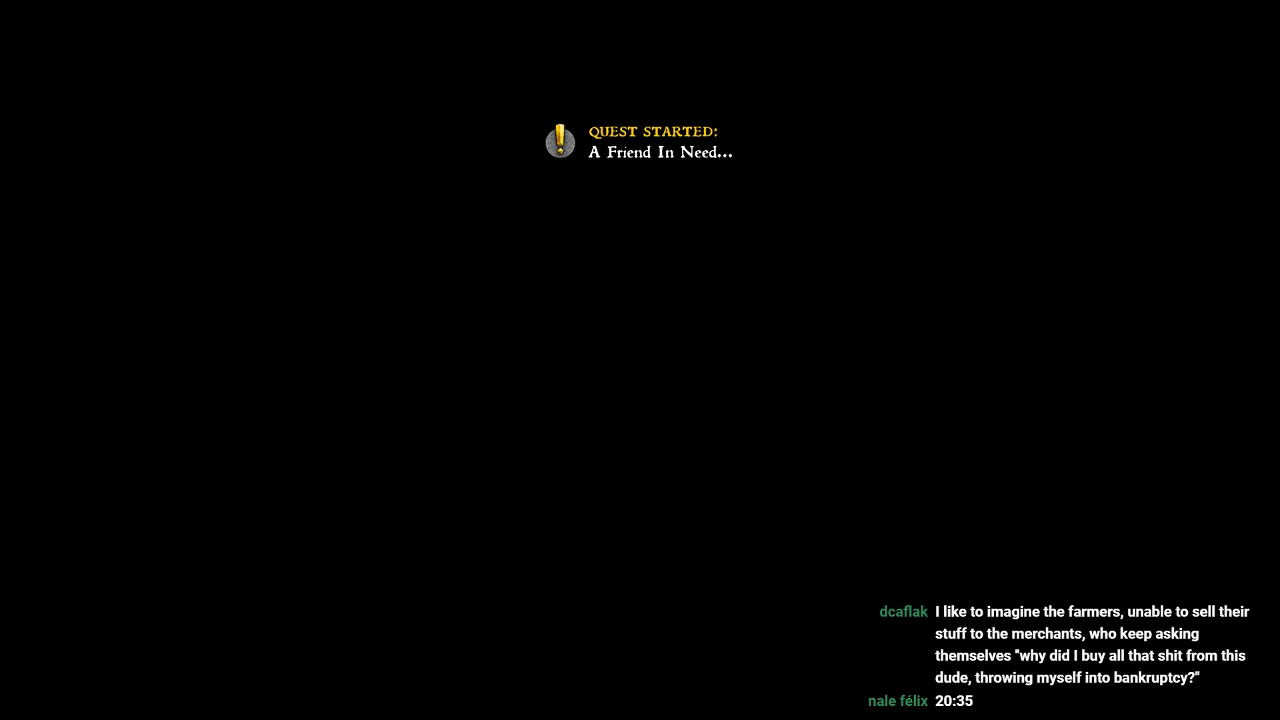 QUEST STARTED:
A Friend In Need...
dcaflak I like to imagine the farmers, unable to sell their
stuff to the merchants, who keep asking
themselves "why did I buy all that shit from this
dude, throwing myself into bankruptcy?"
nale félix 20:35